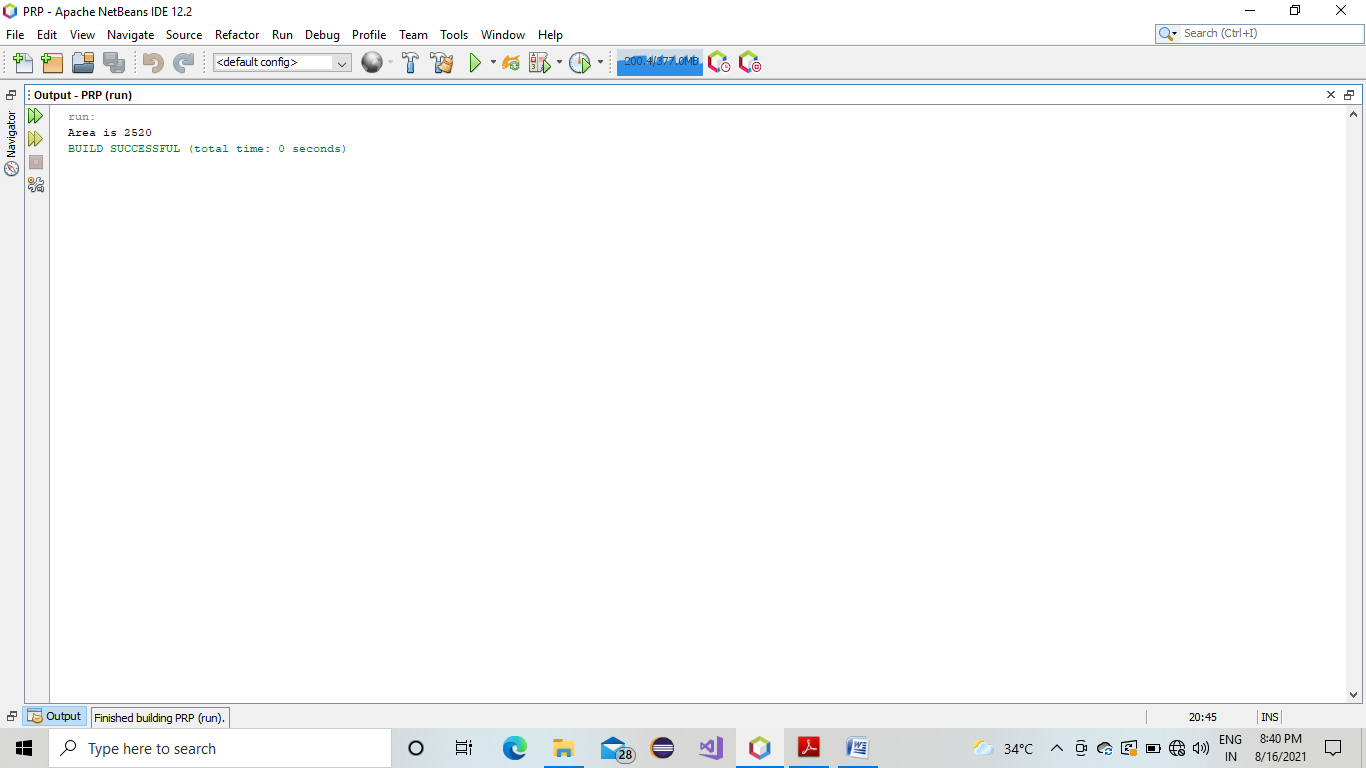 PRP - Apache NetBeans IDE 12.2
File Edit View Navigate Source Refactor Run Debug Profile Team Tools Window Help
Search (Ctrl+I)
<default config>
200.4/377.0MB
Output - PRP (run)
Navigator
run:
Area is 2520
BUILD SUCCESSFUL (total time: 0 seconds)
Output
Finished building PRP (run).
20:45
INS
Type here to search
28
34°C
ENG
IN
8:40 PM
8/16/2021